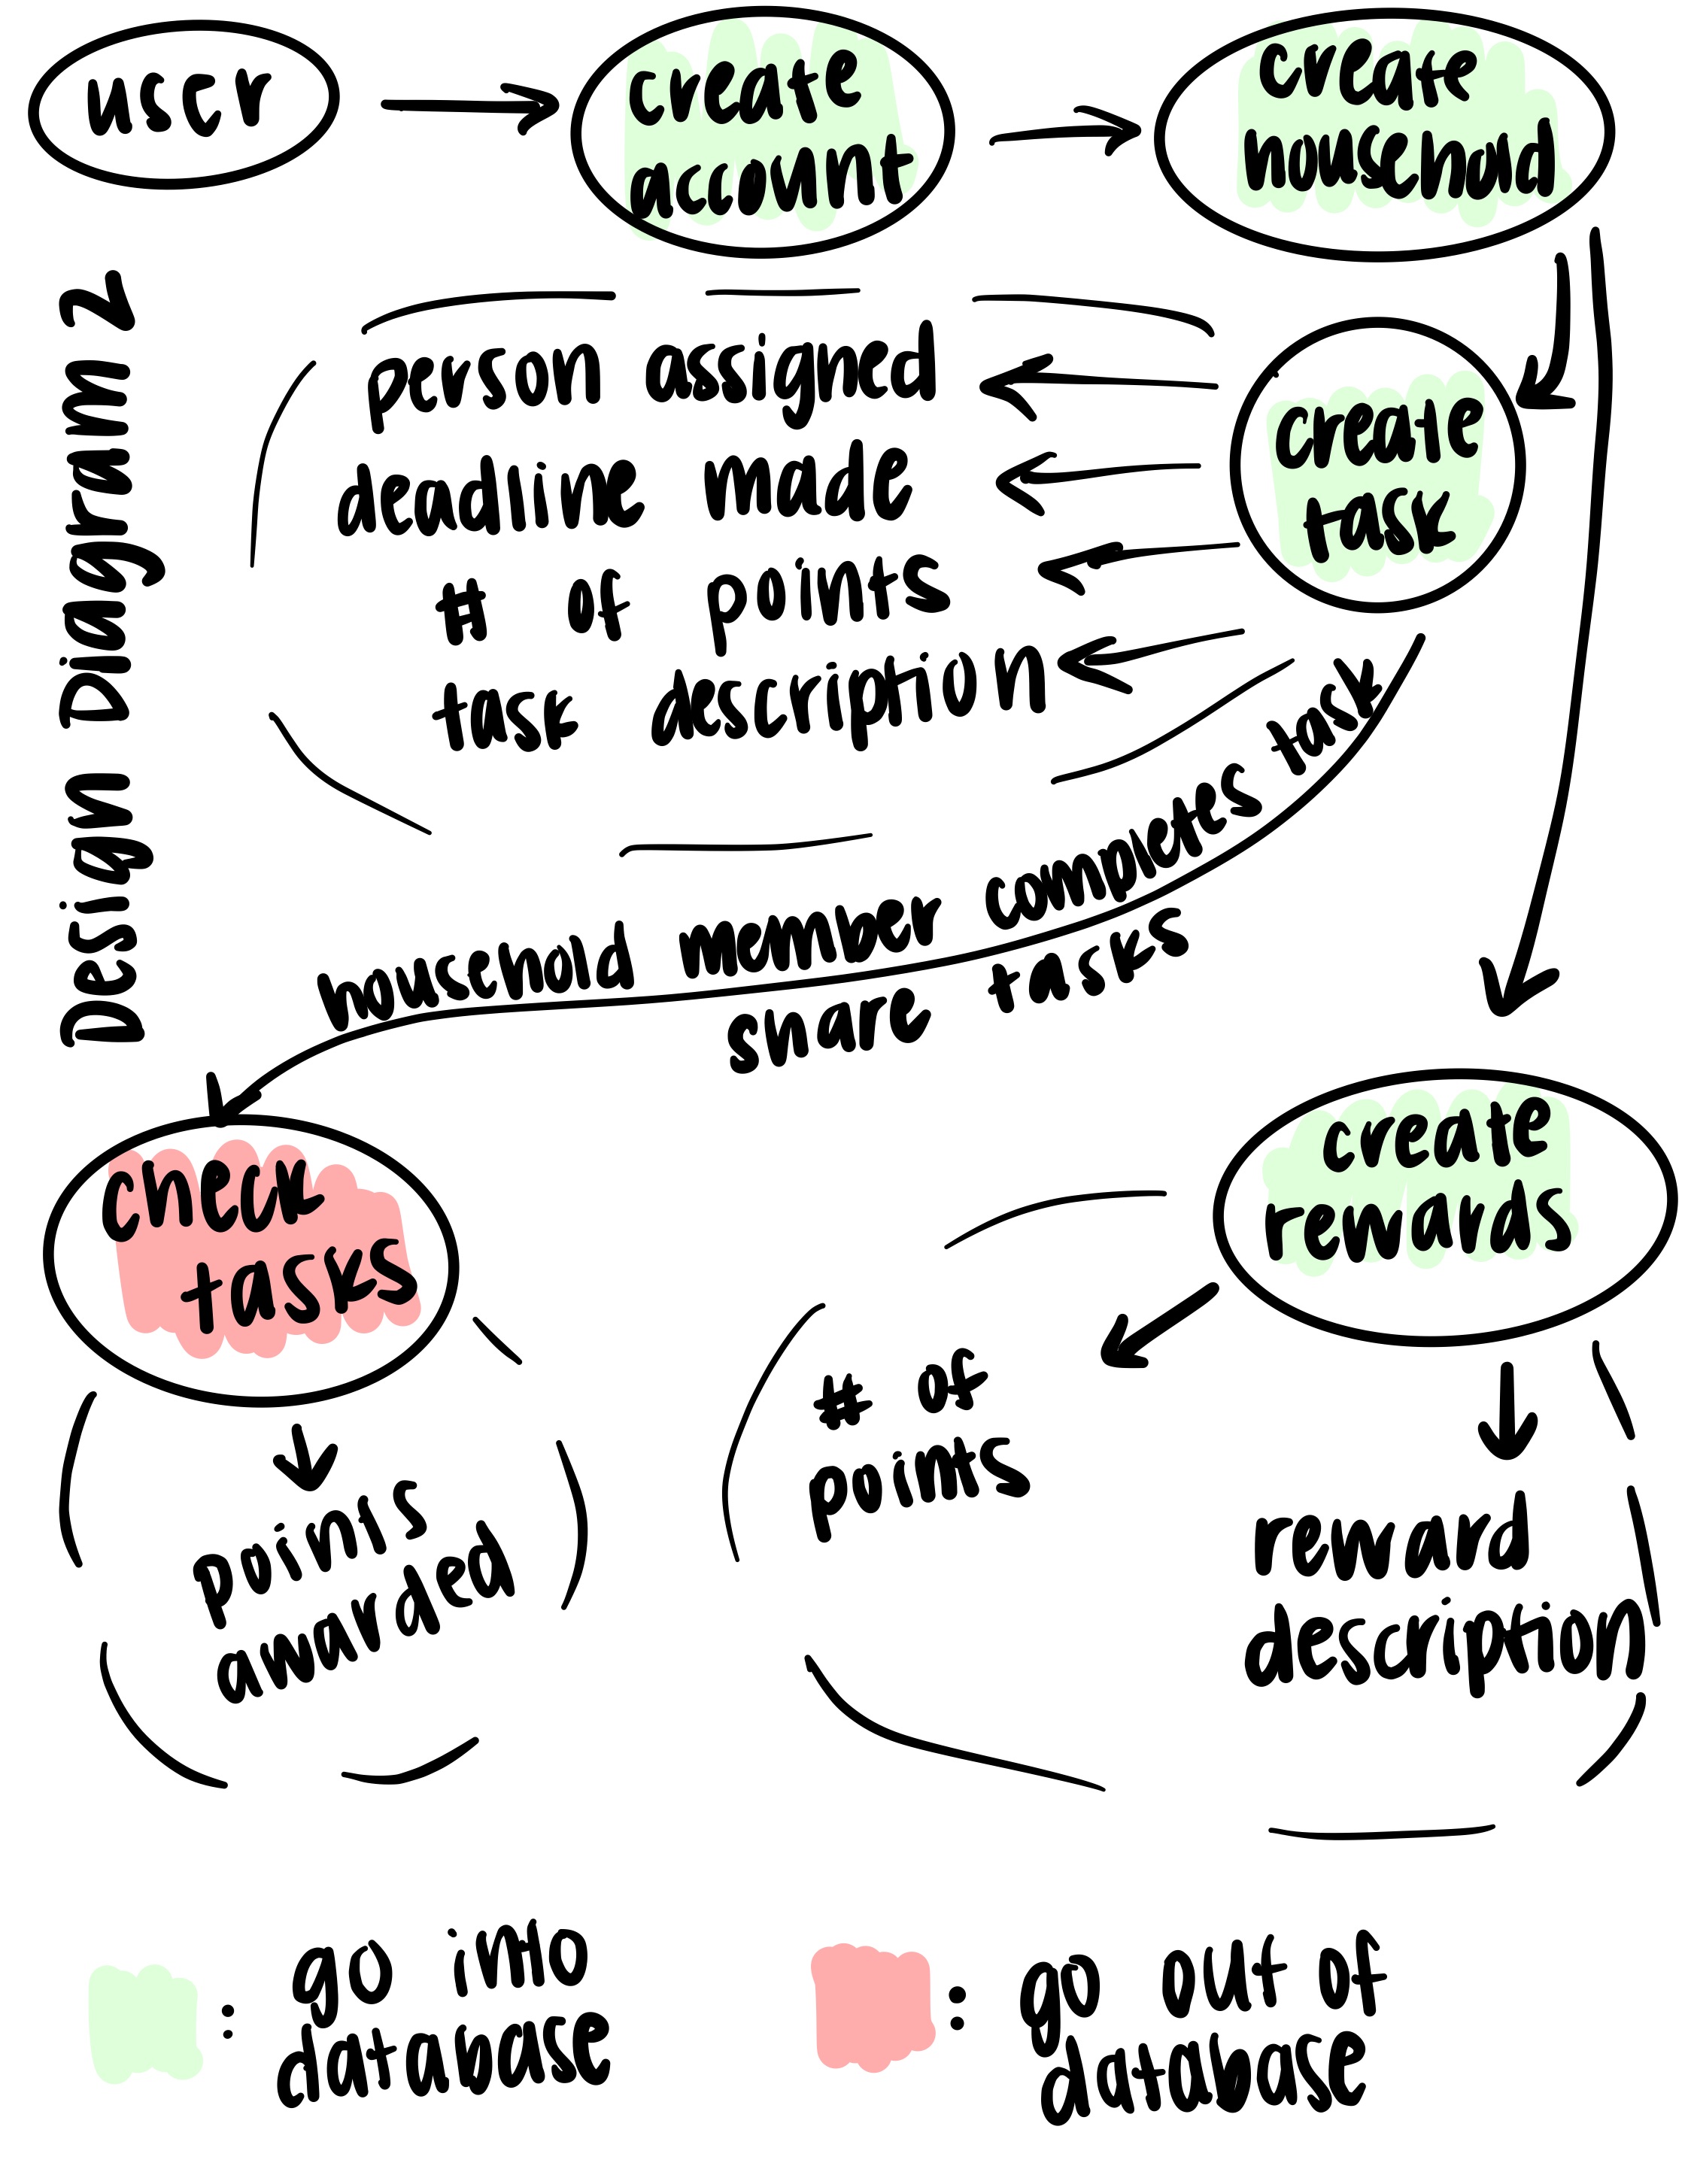 user
create
account
create
household
Design Diagram 2
person assigned
deadline made
# of points
task description
create
task
household member completes task
share tasks
check
tasks
points
awarded
create
rewards
# of
points
reward
description
: go into
database
: go out of
database